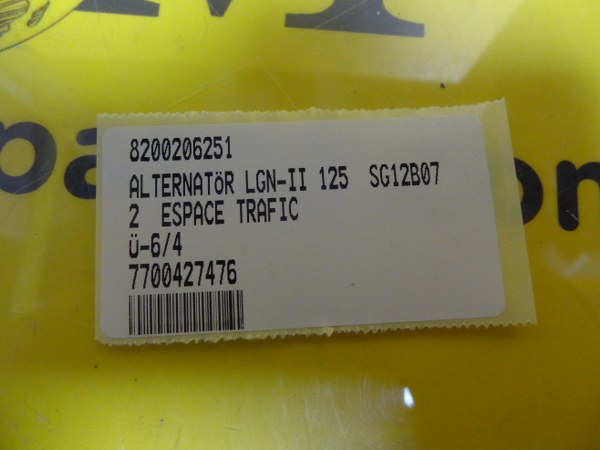 8200206251
ALTERNATöR LGN-II 125 SG12B07
2 ESPACE TRAFIC
Ü-6/4
7700427476